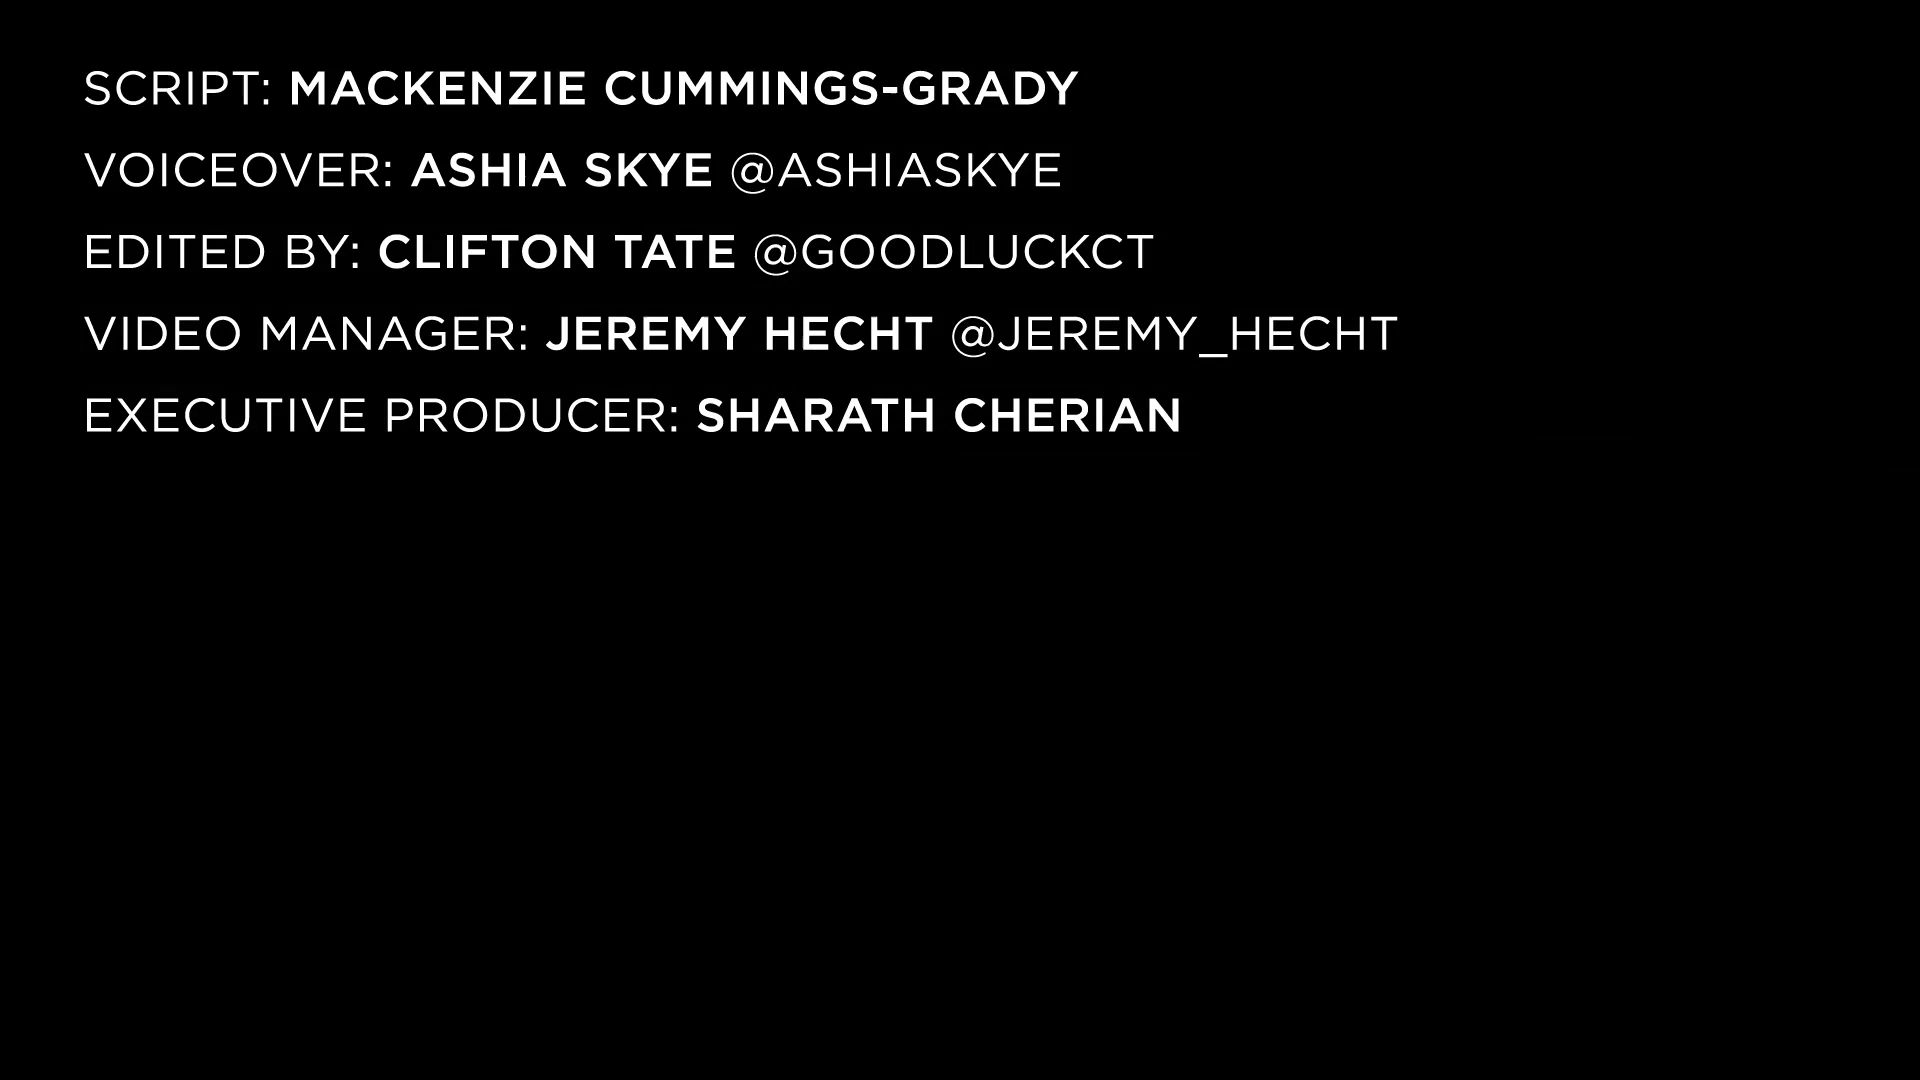 SCRIPT: MACKENZIE CUMMINGS-GRADY
VOICEOVER: ASHIA SKYE @ASHIASKYE
EDITED BY: CLIFTON TATE @GOODLUCKCT
VIDEO MANAGER: JEREMY HECHT @JEREMY_HECHT
EXECUTIVE PRODUCER: SHARATH CHERIAN